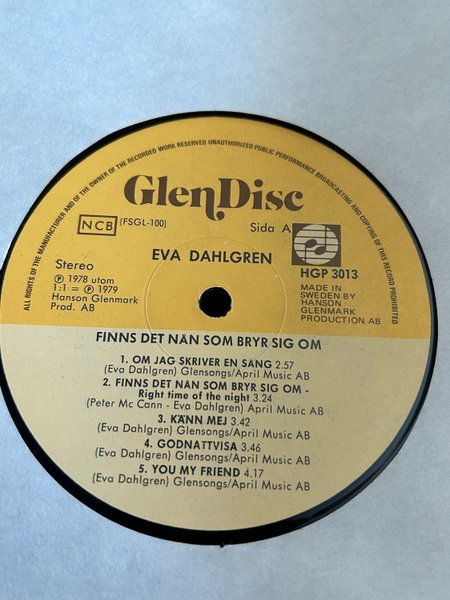 ALL RIGHTS OF THE MANUFACTURER AND OF THE OWNER OF THE RECORDED WORK RESERVED UNAUTHORIZED PUBLIC PERFORMANCE BROADCASTING AND COPYING OF THIS RECORD PROHIBITED
GlenDisc
NCB (FSGL-100)
Sida A
EVA DAHLGREN
HGP 3013
Stereo
Ⓟ 1978 utom
1:1 = Ⓟ 1979
Hanson Glenmark
Prod. AB
MADE IN
SWEDEN BY
HANSON
GLENMARK
PRODUCTION AB
FINNS DET NÅN SOM BRYR SIG OM
1. OM JAG SKRIVER EN SÅNG 2.57
(Eva Dahlgren) Glensongs/April Music AB
2. FINNS DET NÅN SOM BRYR SIG OM -
Right time of the night 3.24
(Peter Mc Cann - Eva Dahlgren) April Music AB
3. KÄNN MEJ 3.42
(Eva Dahlgren) Glensongs/April Music AB
4. GODNATTVISA 3.46
(Eva Dahlgren) Glensongs/April Music AB
5. YOU MY FRIEND 4.17
(Eva Dahlgren) Glensongs/April Music AB